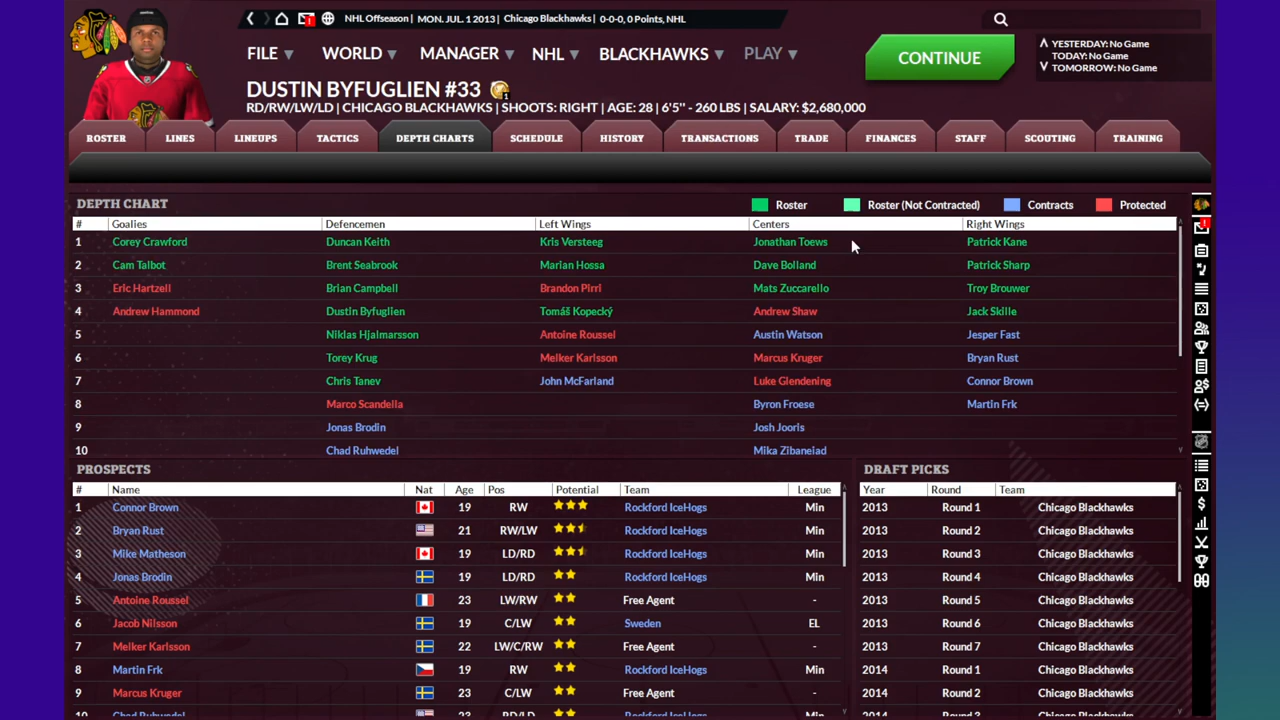 NHL Offseason | MON. JUL. 1 2013 | Chicago Blackhawks | 0-0-0, 0 Points, NHL
FILE WORLD MANAGER NHL BLACKHAWKS PLAY
CONTINUE
YESTERDAY: No Game
TODAY: No Game
TOMORROW: No Game
DUSTIN BYFUGLIEN #33
RD/RW/LW/LD | CHICAGO BLACKHAWKS | SHOOTS: RIGHT | AGE: 28 | 6'5" - 260 LBS | SALARY: $2,680,000
ROSTER LINES LINEUPS TACTICS DEPTH CHARTS SCHEDULE HISTORY TRANSACTIONS TRADE FINANCES STAFF SCOUTING TRAINING
DEPTH CHART Roster Roster (Not Contracted) Contracts Protected
# Goalies Defencemen Left Wings Centers Right Wings
1 Corey Crawford Duncan Keith Kris Versteeg Jonathan Toews Patrick Kane
2 Cam Talbot Brent Seabrook Marian Hossa Dave Bolland Patrick Sharp
3 Eric Hartzell Brian Campbell Brandon Pirri Mats Zuccarello Troy Brouwer
4 Andrew Hammond Dustin Byfuglien Tomáš Kopecký Andrew Shaw Jack Skille
5 Niklas Hjalmarsson Antoine Roussel Austin Watson Jesper Fast
6 Torey Krug Melker Karlsson Marcus Kruger Bryan Rust
7 Chris Tanev John McFarland Luke Glendening Connor Brown
8 Marco Scandella Byron Froese Martin Frk
9 Jonas Brodin Josh Jooris
10 Chad Ruhwedel Mika Zibanejad
PROSPECTS
# Name Nat Age Pos Potential Team League
1 Connor Brown 19 RW Rockford IceHogs Min
2 Bryan Rust 21 RW/LW Rockford IceHogs Min
3 Mike Matheson 19 LD/RD Rockford IceHogs Min
4 Jonas Brodin 19 LD/RD Rockford IceHogs Min
5 Antoine Roussel 23 LW/RW Free Agent -
6 Jacob Nilsson 19 C/LW Sweden EL
7 Melker Karlsson 22 LW/C/RW Free Agent -
8 Martin Frk 19 RW Rockford IceHogs Min
9 Marcus Kruger 23 C/LW Free Agent -
10 Chad Ruhwedel 23 RD/LD Rockford IceHogs Min
DRAFT PICKS
Year Round Team
2013 Round 1 Chicago Blackhawks
2013 Round 2 Chicago Blackhawks
2013 Round 3 Chicago Blackhawks
2013 Round 4 Chicago Blackhawks
2013 Round 5 Chicago Blackhawks
2013 Round 6 Chicago Blackhawks
2013 Round 7 Chicago Blackhawks
2014 Round 1 Chicago Blackhawks
2014 Round 2 Chicago Blackhawks
2014 Round 3 Chicago Blackhawks